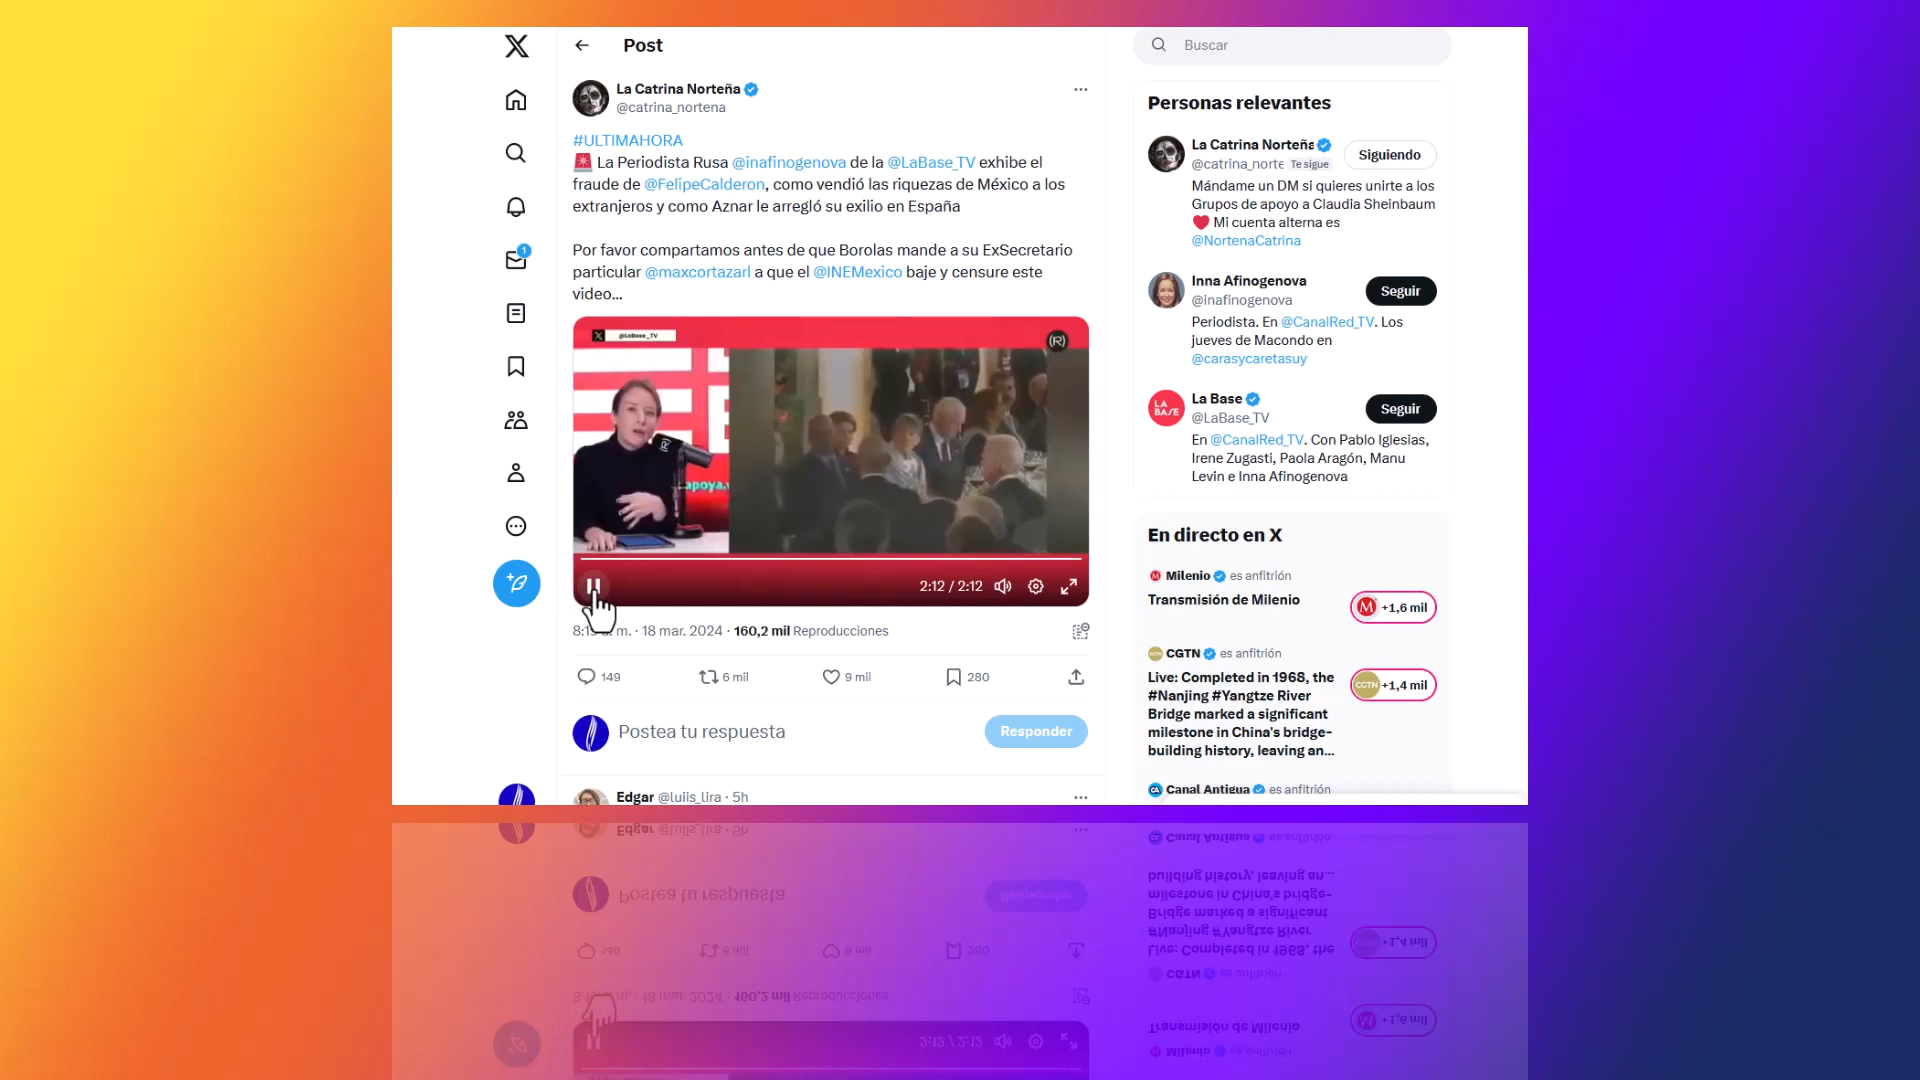 Post
La Catrina Norteña
@catrina_nortena
#ULTIMAHORA
La Periodista Rusa @inafinogenova de la @LaBase_TV exhibe el
fraude de @FelipeCalderon, como vendió las riquezas de México a los
extranjeros y como Aznar le arregló su exilio en España
Por favor compartamos antes de que Borolas mande a su ExSecretario
particular @maxcortazarl a que el @INEMexico baje y censure este
video...
@LaBase_TV
(R)
apoya.
2:12 / 2:12
m. · 18 mar. 2024 · 160,2 mil Reproducciones
149
6 mil
9 mil
280
Postea tu respuesta
Responder
Edgar @luiis_lira · 5h
1
Buscar
Personas relevantes
La Catrina Norteña
@catrina_norte Te sigue
Siguiendo
Mándame un DM si quieres unirte a los
Grupos de apoyo a Claudia Sheinbaum
Mi cuenta alterna es
@NortenaCatrina
Inna Afinogenova
@inafinogenova
Seguir
Periodista. En @CanalRed_TV. Los
jueves de Macondo en
@carasycaretasuy
LA BASE
La Base
@LaBase_TV
Seguir
En @CanalRed_TV. Con Pablo Iglesias,
Irene Zugasti, Paola Aragón, Manu
Levin e Inna Afinogenova
En directo en X
Milenio es anfitrión
Transmisión de Milenio
M +1,6 mil
CGTN es anfitrión
Live: Completed in 1968, the
#Nanjing #Yangtze River
Bridge marked a significant
milestone in China's bridge-
building history, leaving an...
CGTN +1,4 mil
Canal Antigua es anfitrión